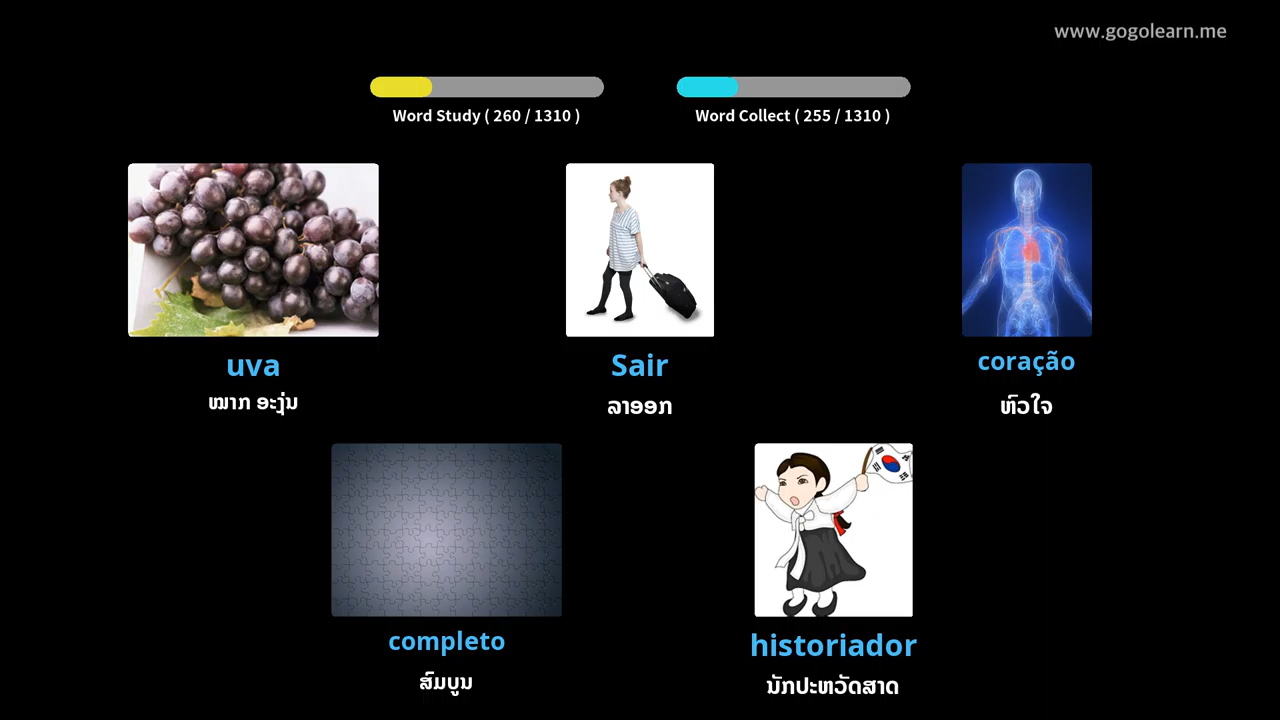 www.gogolearn.me
Word Study ( 260 / 1310 )
Word Collect ( 255 / 1310 )
uva
ໝາກ ອະງຸ່ນ
Sair
ລາອອກ
coração
ຫົວໃຈ
completo
ສົມບູນ
historiador
ນັກປະຫວັດສາດ